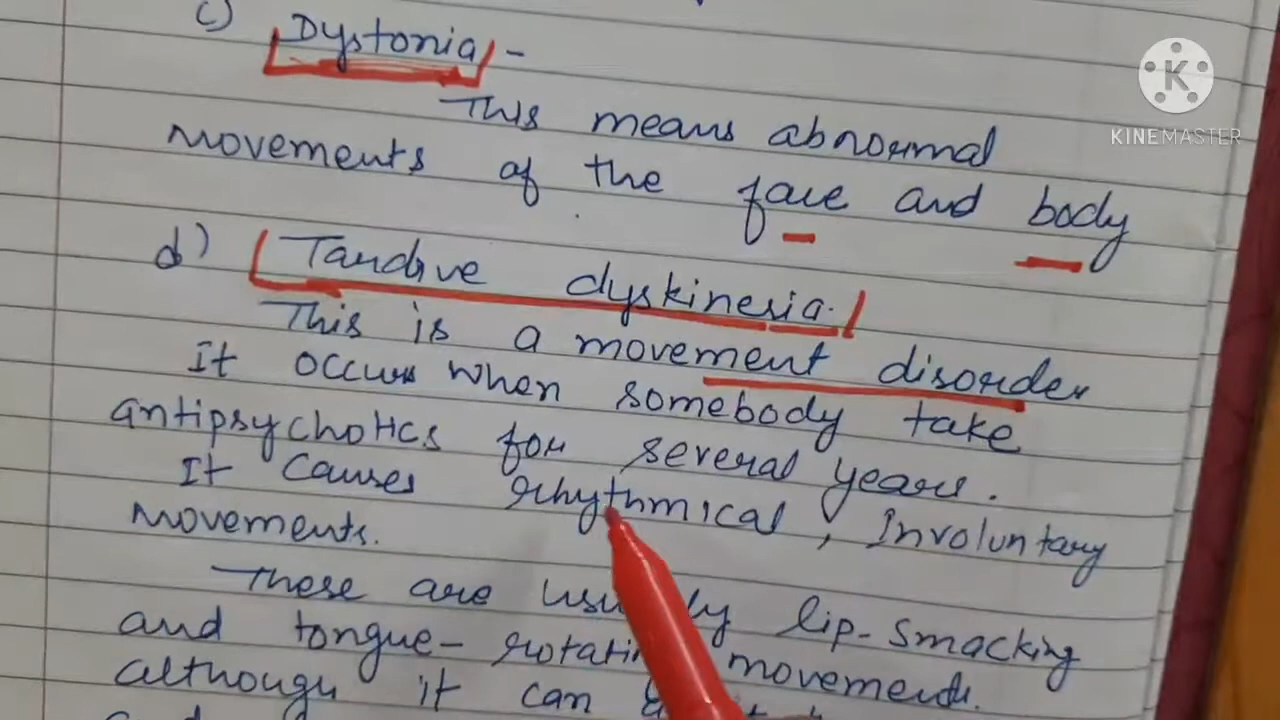 c) Dystonia -
This means abnormal
movements of the face and body
d) Tardive dyskinesia.
This is a movement disorder
It occurs when somebody take
antipsychotics for several years.
It causes rhythmical, Involuntary
movements.
These are usually lip-smacking
and tongue-rotating movements.
although it can
K
KINEMASTER